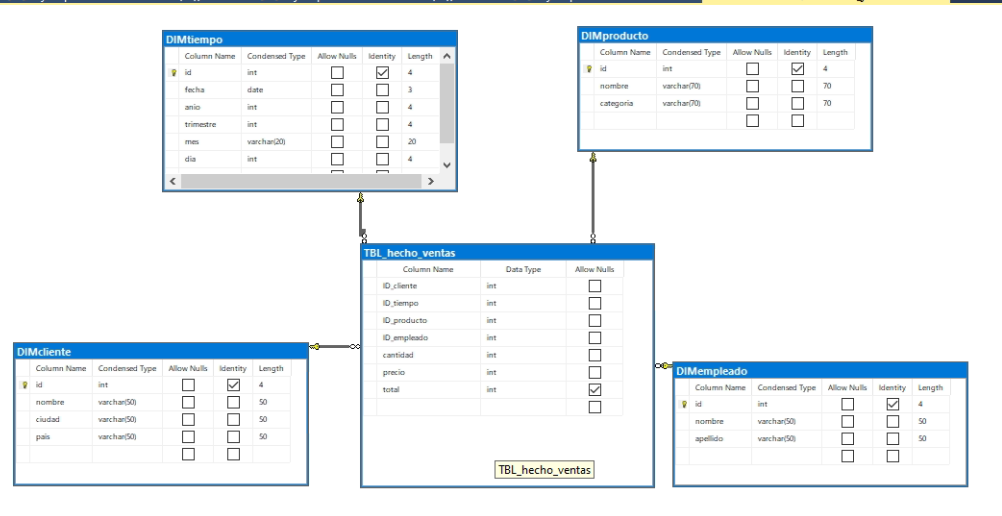 DIMtiempo
Column Name Condensed Type Allow Nulls Identity Length
id int 4
fecha date 3
anio int 4
trimestre int 4
mes varchar(20) 20
dia int 4
DIMproducto
Column Name Condensed Type Allow Nulls Identity Length
id int 4
nombre varchar(70) 70
categoria varchar(70) 70
TBL_hecho_ventas
Column Name Data Type Allow Nulls
ID_cliente int
ID_tiempo int
ID_producto int
ID_empleado int
cantidad int
precio int
total int
TBL_hecho_ventas
DIMcliente
Column Name Condensed Type Allow Nulls Identity Length
id int 4
nombre varchar(50) 50
ciudad varchar(50) 50
pais varchar(50) 50
DIMempleado
Column Name Condensed Type Allow Nulls Identity Length
id int 4
nombre varchar(50) 50
apellido varchar(50) 50